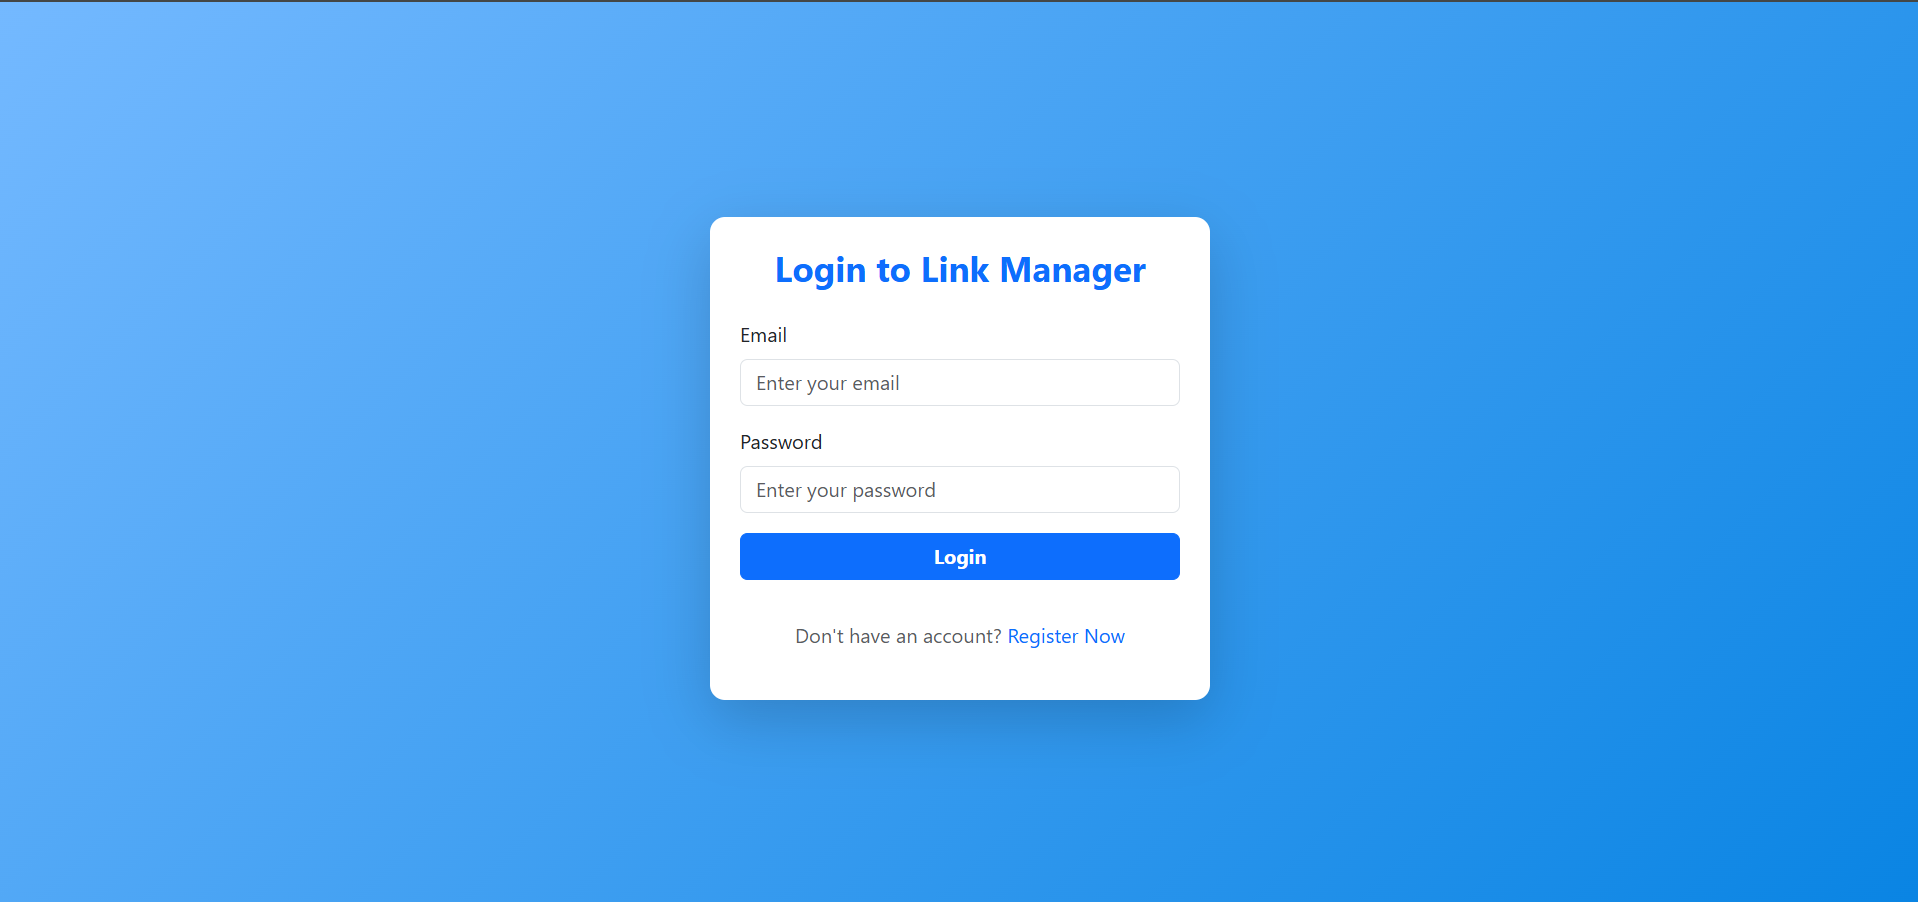 Login to Link Manager
Email
Enter your email
Password
Enter your password
Login
Don't have an account? Register Now